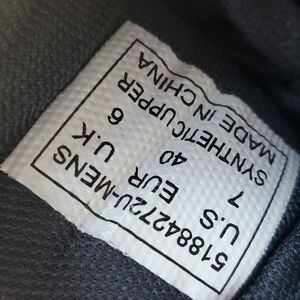 51884272U-MENS
U.S EUR U.K
7 40 6
SYNTHETIC UPPER
MADE IN CHINA